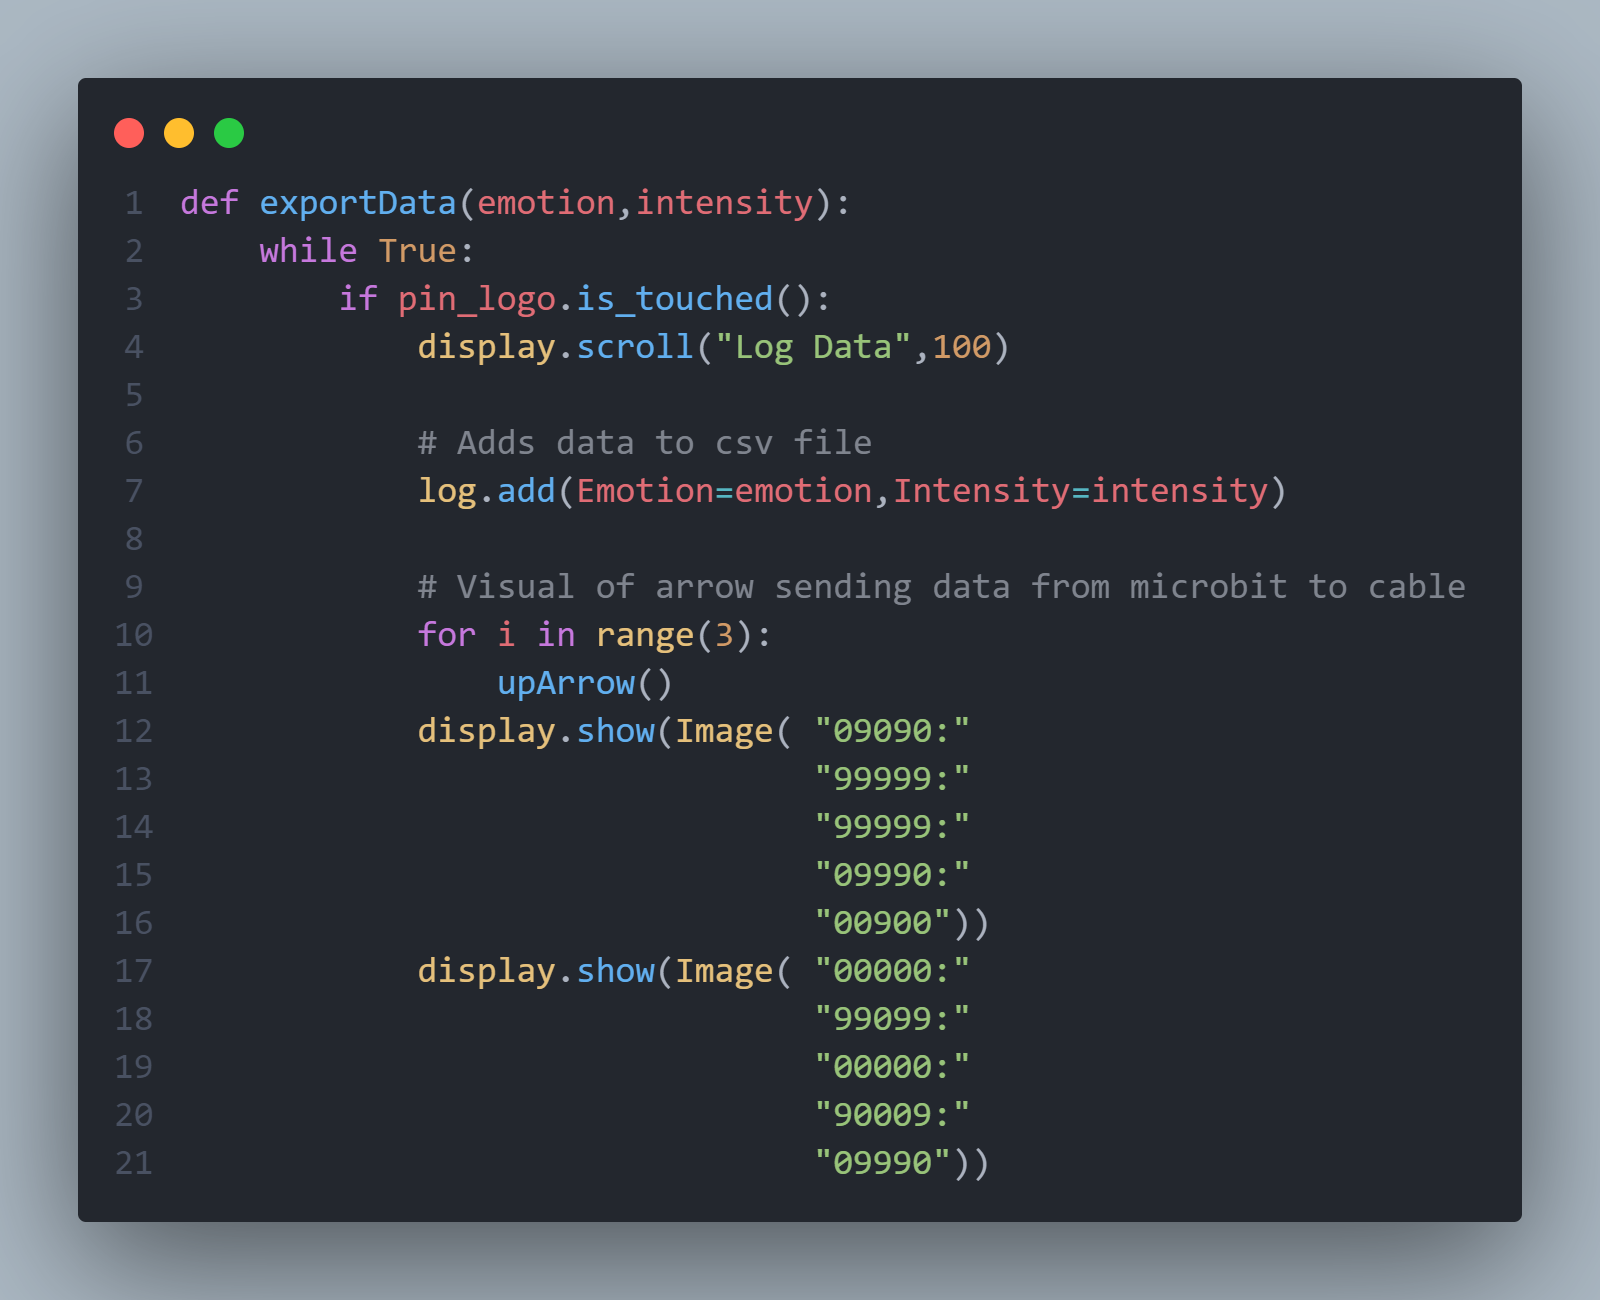 1 def exportData(emotion,intensity):
2     while True:
3         if pin_logo.is_touched():
4             display.scroll("Log Data",100)
5
6             # Adds data to csv file
7             log.add(Emotion=emotion,Intensity=intensity)
8
9             # Visual of arrow sending data from microbit to cable
10             for i in range(3):
11                 upArrow()
12             display.show(Image( "09090:"
13                                 "99999:"
14                                 "99999:"
15                                 "09990:"
16                                 "00900"))
17             display.show(Image( "00000:"
18                                 "99099:"
19                                 "00000:"
20                                 "90009:"
21                                 "09990"))